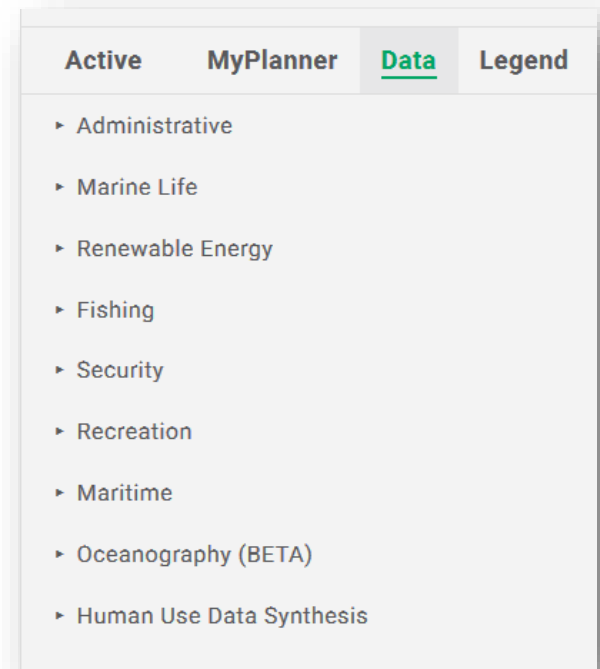 Active MyPlanner Data Legend
Administrative
Marine Life
Renewable Energy
Fishing
Security
Recreation
Maritime
Oceanography (BETA)
Human Use Data Synthesis